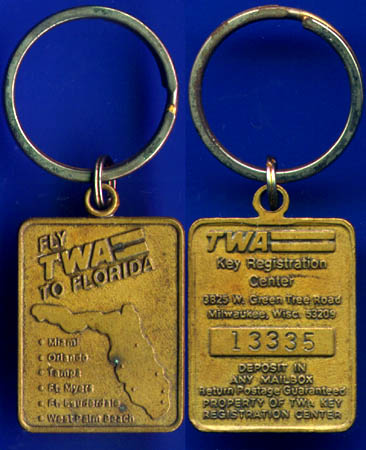 FLY
TWA
TO FLORIDA
• Miami
• Orlando
• Tampa
• Ft. Myers
• Ft. Lauderdale
• West Palm Beach
TWA
Key Registration
Center
3825 W. Green Tree Road
Milwaukee, Wisc. 53209
13335
DEPOSIT IN
ANY MAILBOX
Return Postage Guaranteed
PROPERTY OF TWA KEY
REGISTRATION CENTER